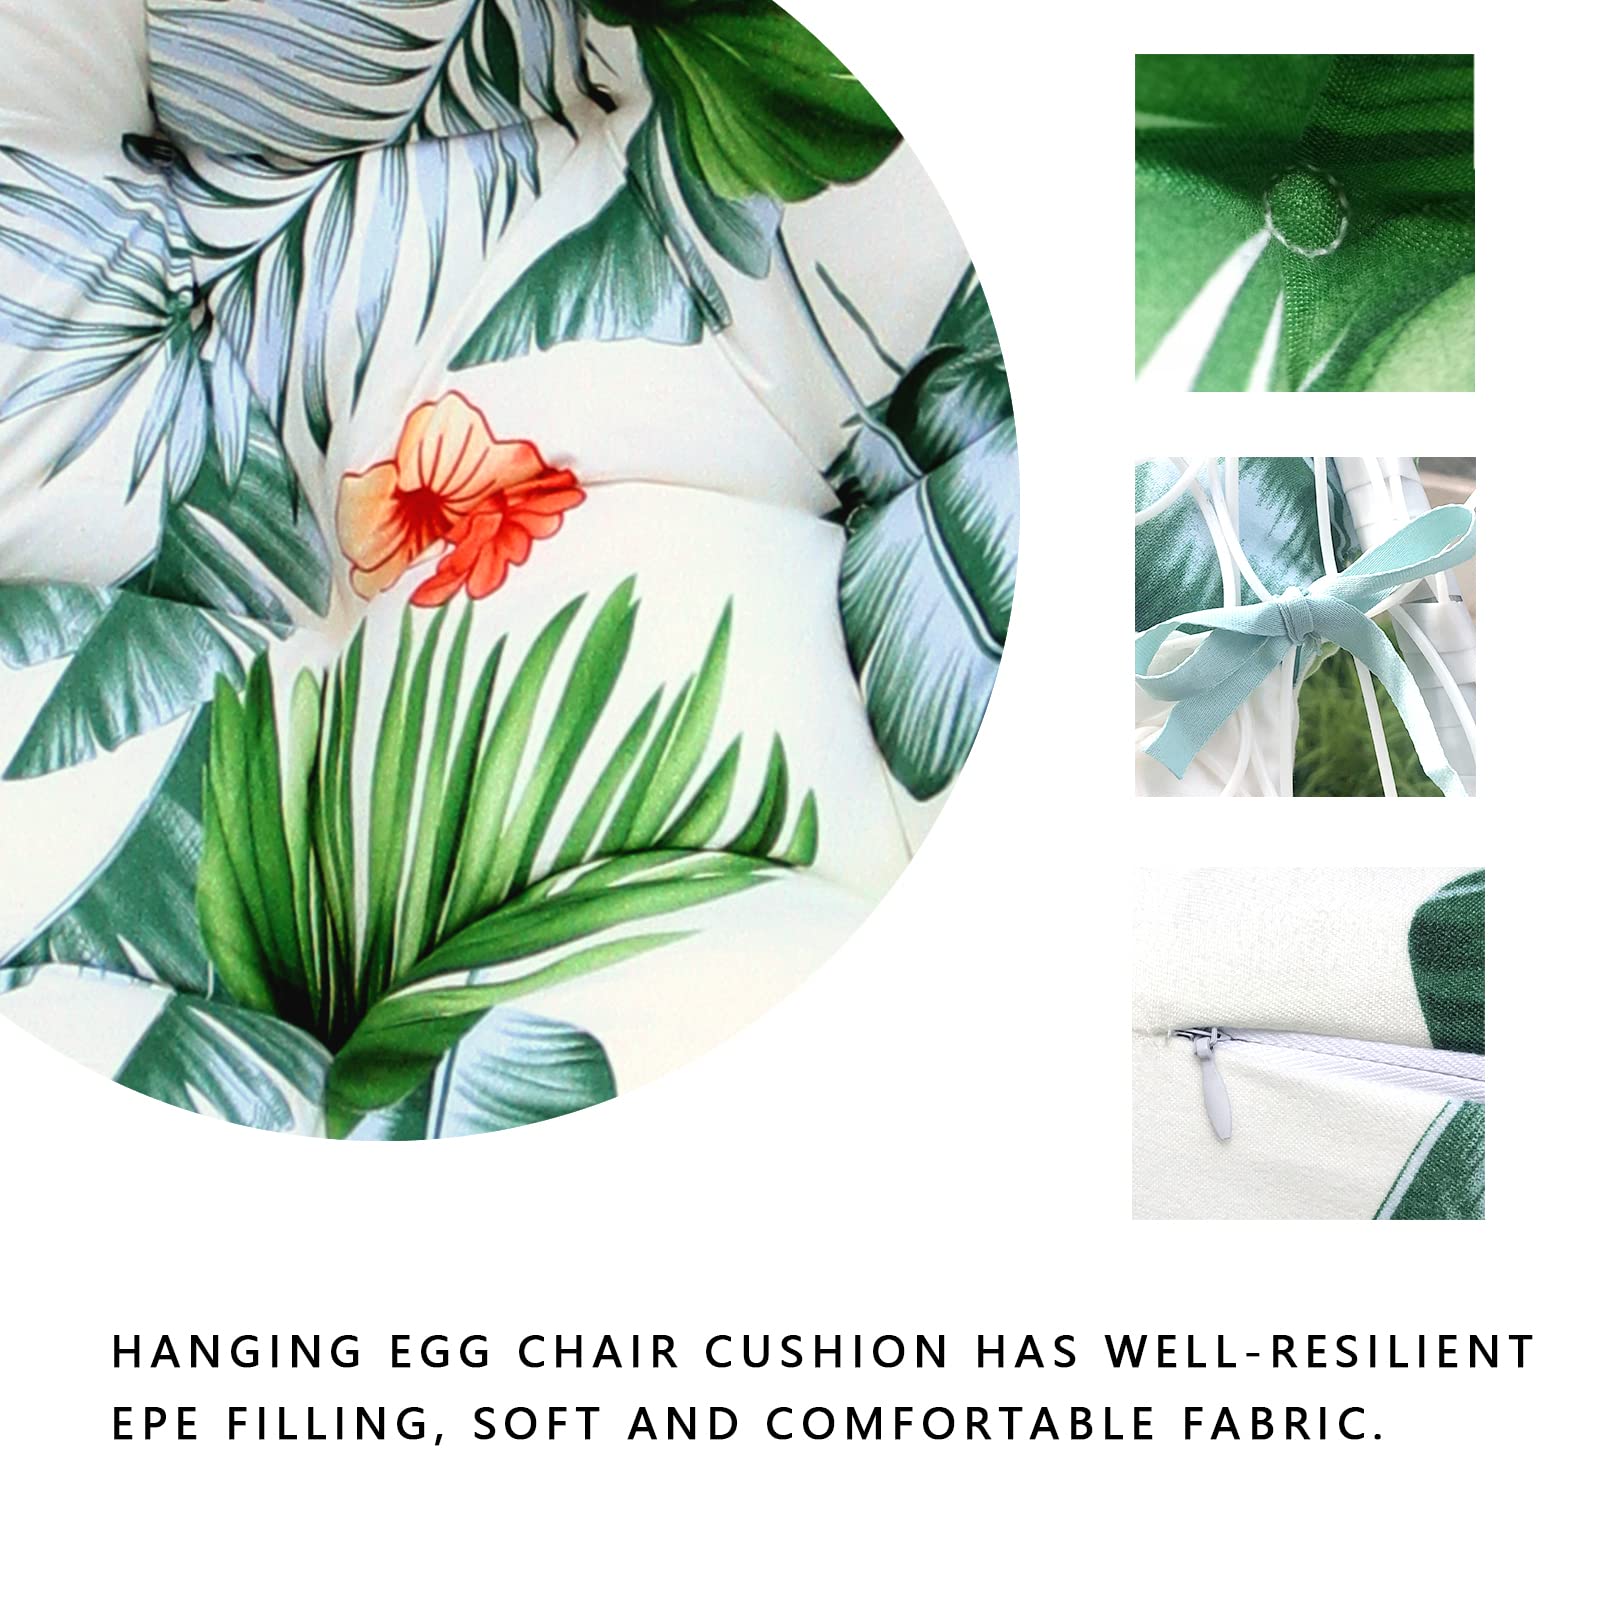 HANGING EGG CHAIR CUSHION HAS WELL-RESILIENT
EPE FILLING, SOFT AND COMFORTABLE FABRIC.